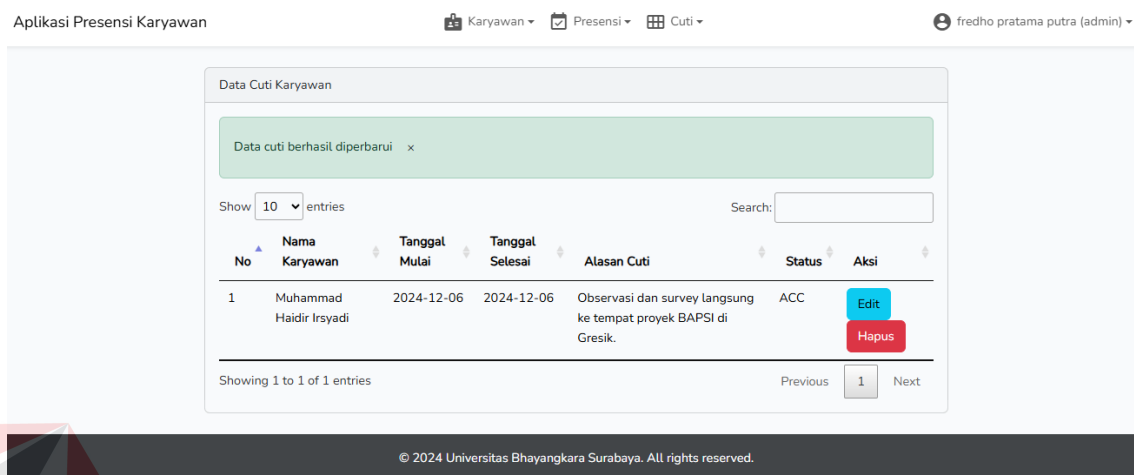 Aplikasi Presensi Karyawan Karyawan Presensi Cuti fredho pratama putra (admin)
Data Cuti Karyawan
Data cuti berhasil diperbarui ×
Show 10 entries Search:
No Nama Karyawan Tanggal Mulai Tanggal Selesai Alasan Cuti Status Aksi
1 Muhammad Haidir Irsyadi 2024-12-06 2024-12-06 Observasi dan survey langsung ke tempat proyek BAPSI di Gresik. ACC Edit Hapus
Showing 1 to 1 of 1 entries Previous 1 Next
© 2024 Universitas Bhayangkara Surabaya. All rights reserved.